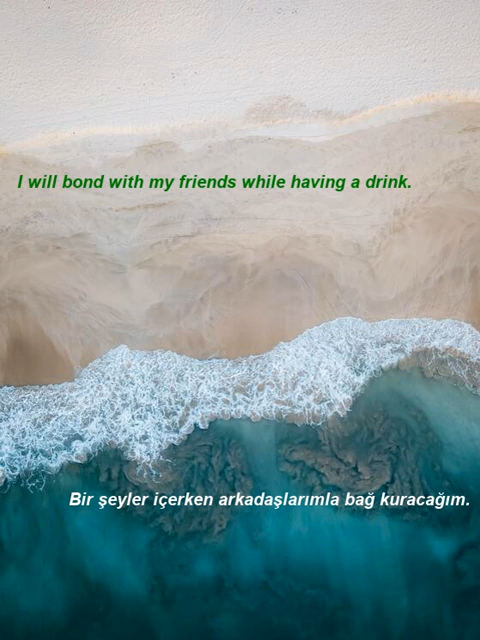 I will bond with my friends while having a drink.
Bir şeyler içerken arkadaşlarımla bağ kuracağım.